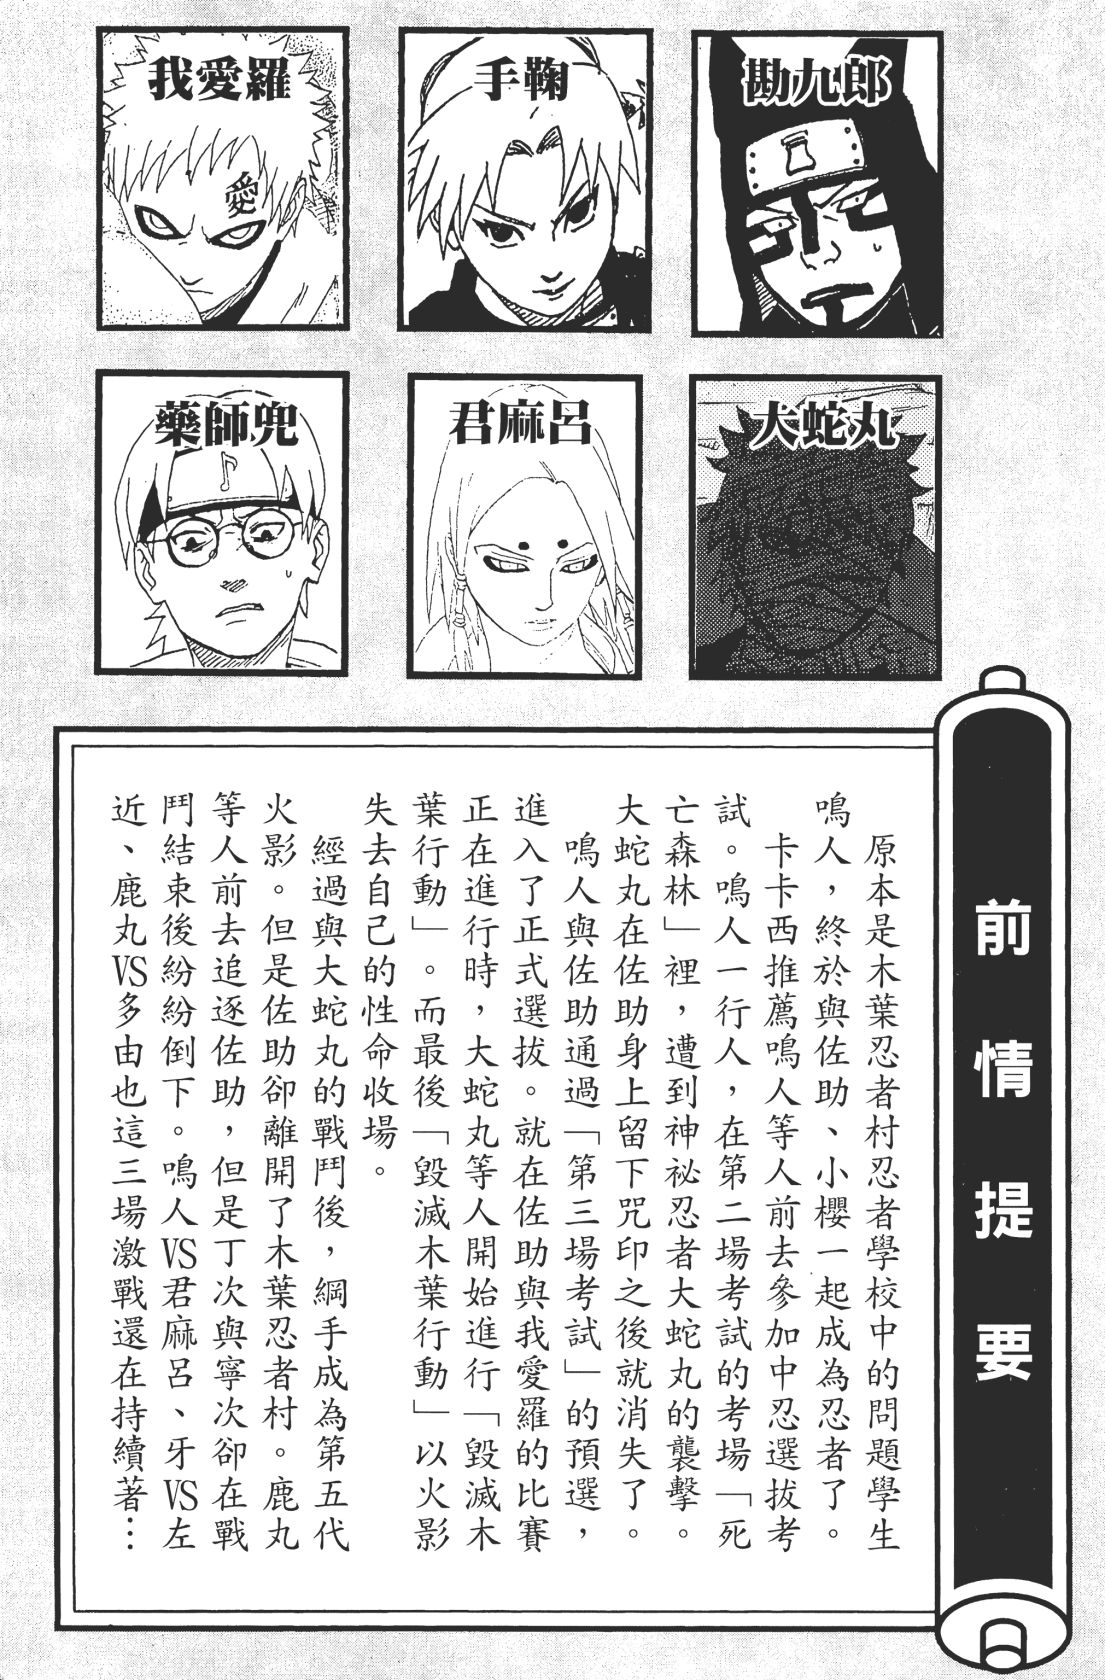 勘九郎
手鞠
我愛羅
愛
大蛇丸
君麻呂
藥師兜
前情提要
原本是木葉忍者村忍者學校中的問題學生
鳴人，終於與佐助、小櫻一起成為忍者了。
卡卡西推薦鳴人等人前去參加中忍選拔考
試。鳴人一行人，在第二場考試的考場「死
亡森林」裡，遭到神祕忍者大蛇丸的襲擊。
大蛇丸在佐助身上留下咒印之後就消失了。
鳴人與佐助通過「第三場考試」的預選，
進入了正式選拔。就在佐助與我愛羅的比賽
正在進行時，大蛇丸等人開始進行「毀滅木
葉行動」。而最後「毀滅木葉行動」以火影
失去自己的性命收場。
經過與大蛇丸的戰鬥後，綱手成為第五代
火影。但是佐助卻離開了木葉忍者村。鹿丸
等人前去追逐佐助，但是丁次與寧次卻在戰
鬥結束後紛紛倒下。鳴人VS君麻呂、牙VS左
近、鹿丸VS多由也這三場激戰還在持續著…